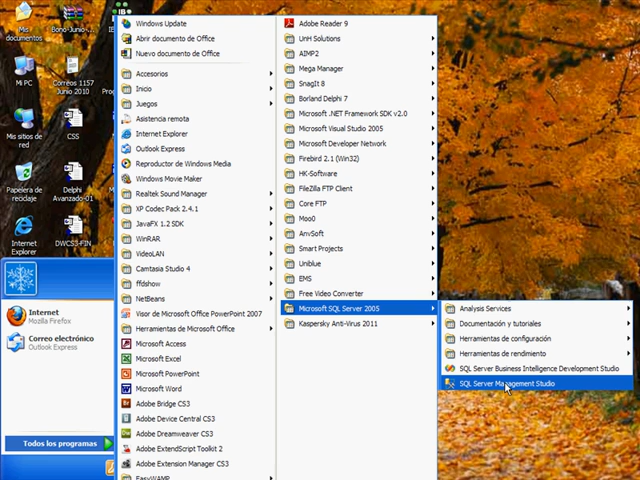 Mis documentos
Bono-Junio-...
IB
Mi PC
Correos 1157 Junio 2010
Mis sitios de red
CSS
Papelera de reciclaje
Delphi Avanzado-01
Internet Explorer
DWCS3-FIN
Internet
Mozilla Firefox
Correo electrónico
Outlook Express
Todos los programas
Windows Update
Abrir documento de Office
Nuevo documento de Office
Accesorios
Inicio
Juegos
Asistencia remota
Internet Explorer
Outlook Express
Reproductor de Windows Media
Windows Movie Maker
Realtek Sound Manager
XP Codec Pack 2.4.1
JavaFX 1.2 SDK
WinRAR
VideoLAN
Camtasia Studio 4
ffdshow
NetBeans
Visor de Microsoft Office PowerPoint 2007
Herramientas de Microsoft Office
Microsoft Access
Microsoft Excel
Microsoft PowerPoint
Microsoft Word
Adobe Bridge CS3
Adobe Device Central CS3
Adobe Dreamweaver CS3
Adobe ExtendScript Toolkit 2
Adobe Extension Manager CS3
EasyWAMP
Adobe Reader 9
UnH Solutions
AIMP2
Mega Manager
SnagIt 8
Borland Delphi 7
Microsoft .NET Framework SDK v2.0
Microsoft Visual Studio 2005
Microsoft Developer Network
Firebird 2.1 (Win32)
HK-Software
FileZilla FTP Client
Core FTP
Moo0
AnvSoft
Smart Projects
Uniblue
EMS
Free Video Converter
Microsoft SQL Server 2005
Kaspersky Anti-Virus 2011
Analysis Services
Documentación y tutoriales
Herramientas de configuración
Herramientas de rendimiento
SQL Server Business Intelligence Development Studio
SQL Server Management Studio